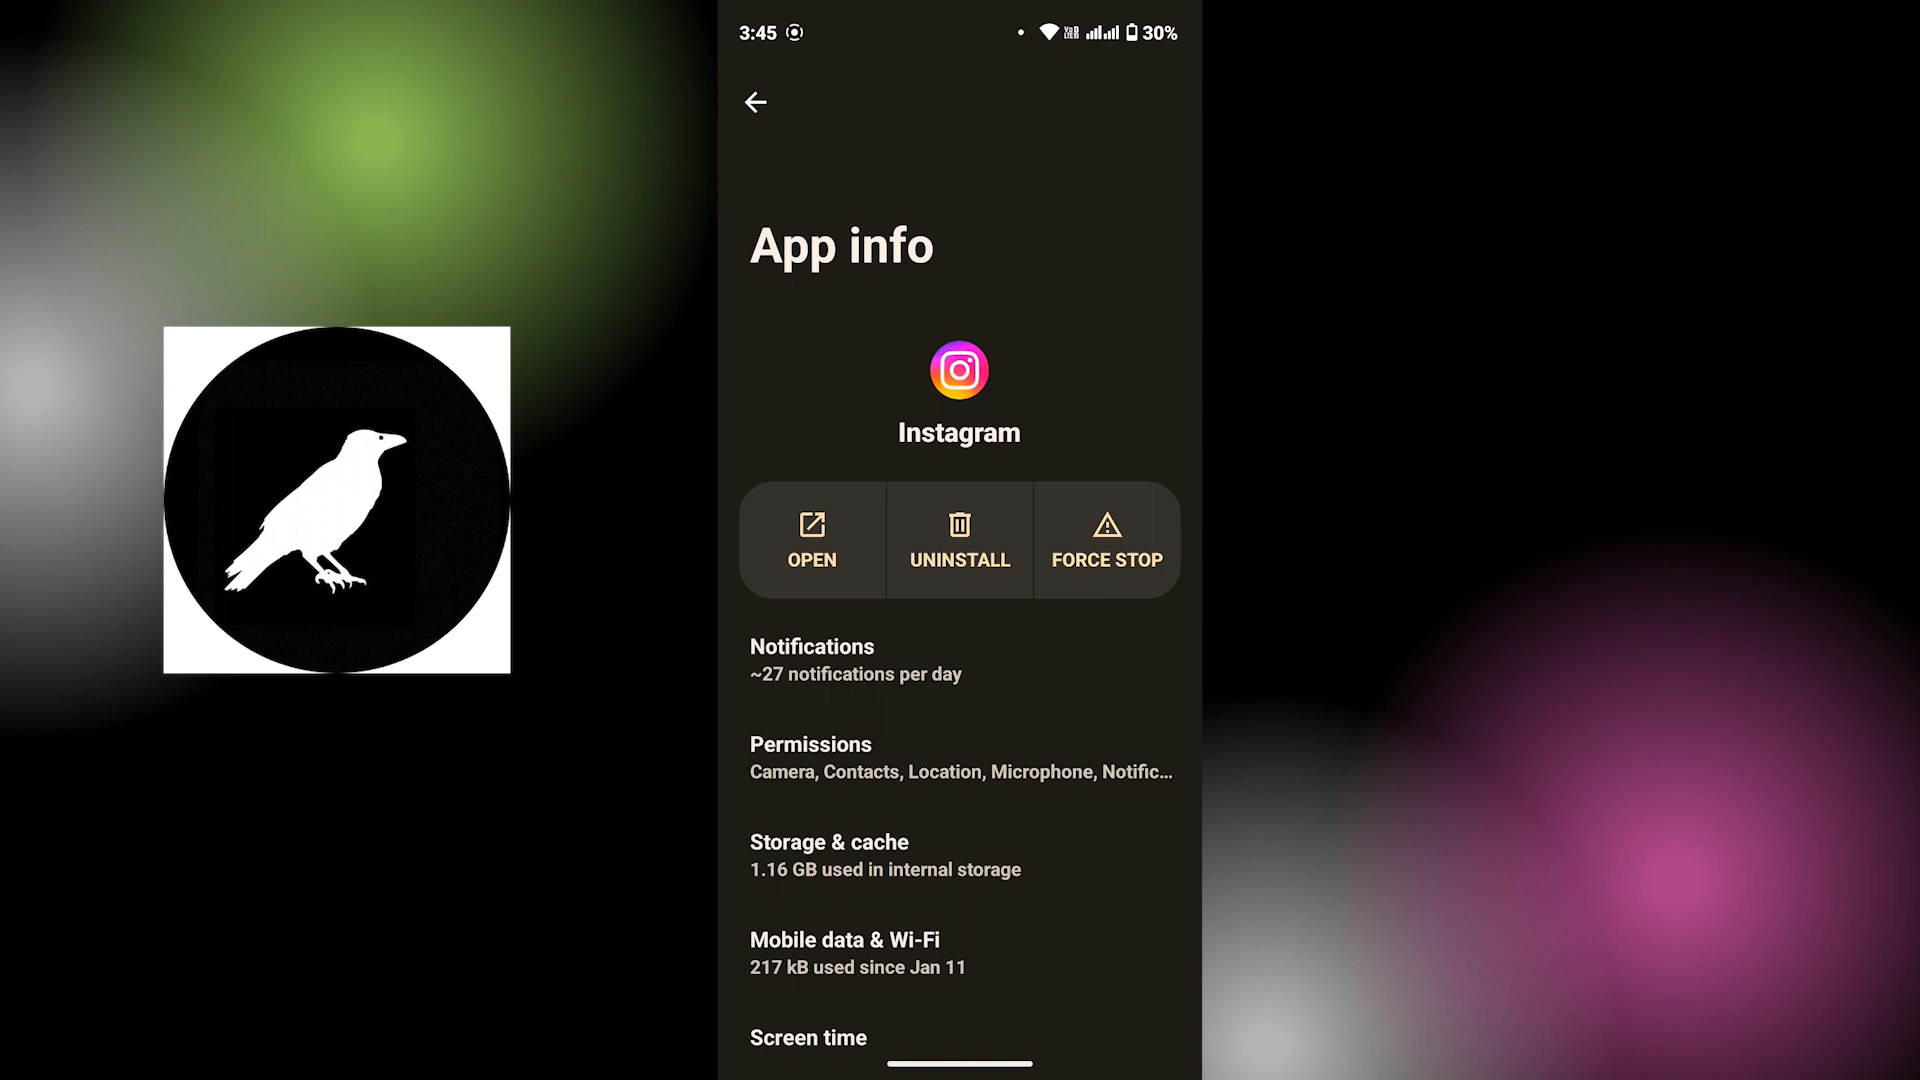 3:45
30%
App info
Instagram
OPEN
UNINSTALL
FORCE STOP
Notifications
~27 notifications per day
Permissions
Camera, Contacts, Location, Microphone, Notific...
Storage & cache
1.16 GB used in internal storage
Mobile data & Wi-Fi
217 kB used since Jan 11
Screen time